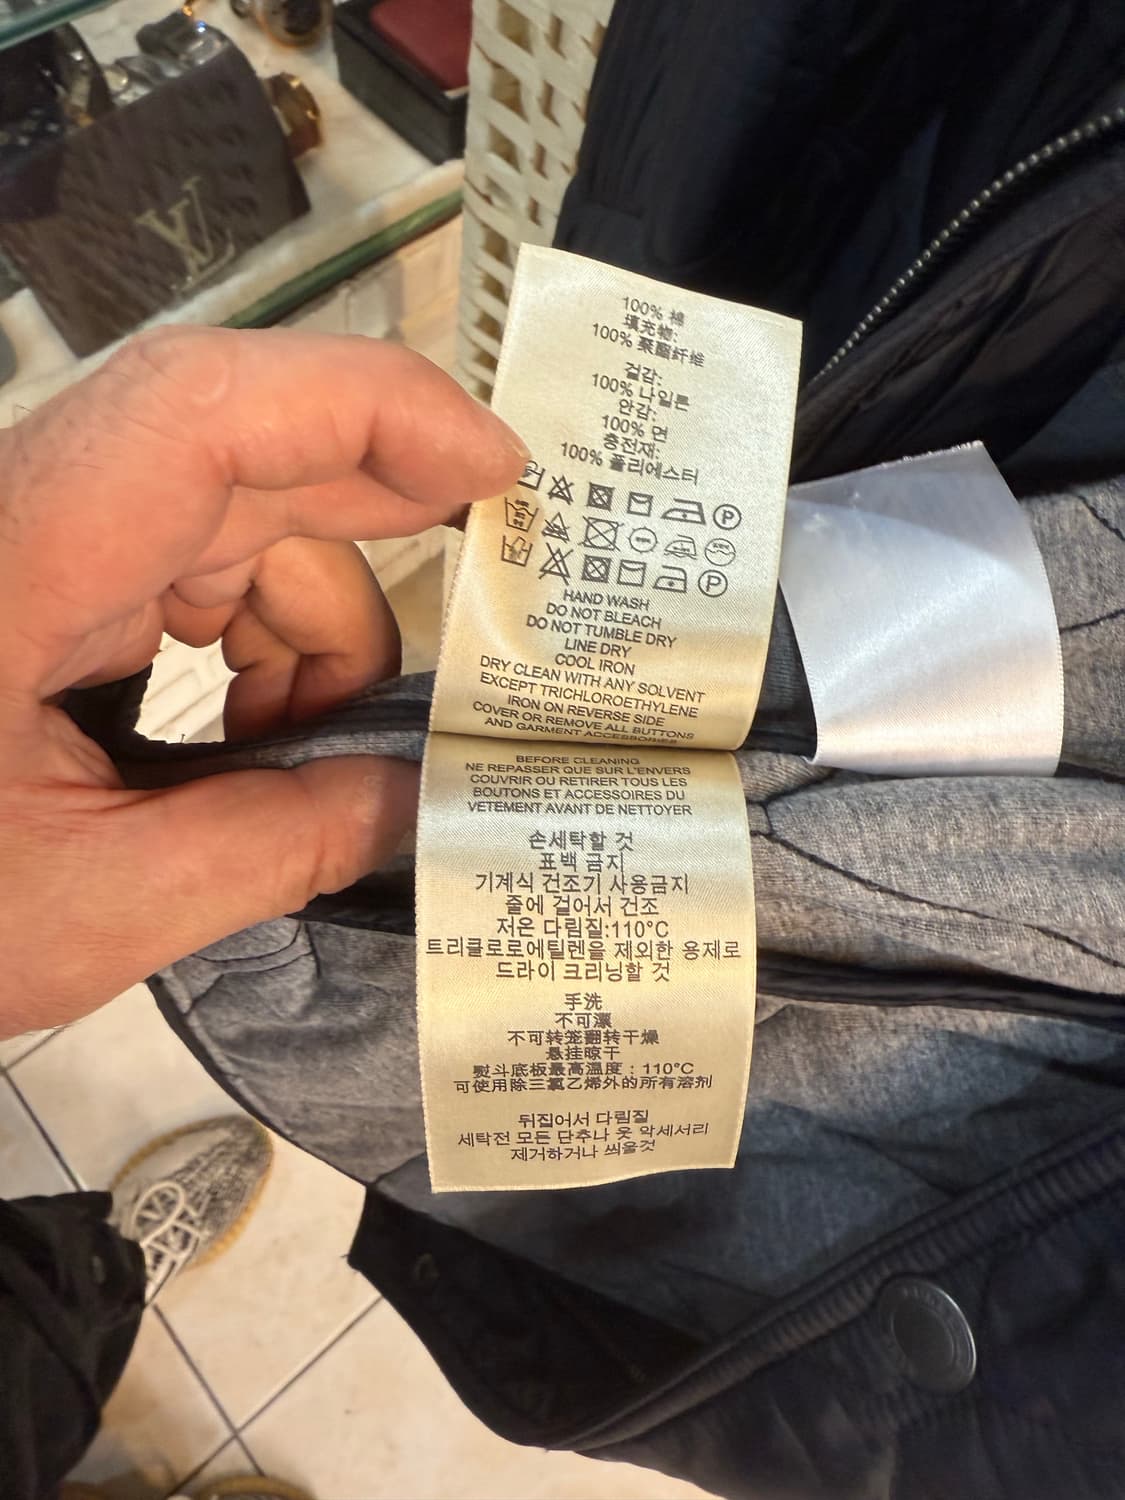 LV
100% 棉
填充物:
100% 聚酯纤维
겉감:
100% 나일론
안감:
100% 면
충전재:
100% 폴리에스터
P
P
HAND WASH
DO NOT BLEACH
DO NOT TUMBLE DRY
LINE DRY
COOL IRON
DRY CLEAN WITH ANY SOLVENT
EXCEPT TRICHLOROETHYLENE
IRON ON REVERSE SIDE
COVER OR REMOVE ALL BUTTONS
AND GARMENT ACCESSORIES
BEFORE CLEANING
NE REPASSER QUE SUR L'ENVERS
COUVRIR OU RETIRER TOUS LES
BOUTONS ET ACCESSOIRES DU
VETEMENT AVANT DE NETTOYER
손세탁할 것
표백 금지
기계식 건조기 사용금지
줄에 걸어서 건조
저온 다림질:110°C
트리클로로에틸렌을 제외한 용제로
드라이 크리닝할 것
手洗
不可漂
不可转笼翻转干燥
悬挂晾干
熨斗底板最高温度：110°C
可使用除三氯乙烯外的所有溶剂
뒤집어서 다림질
세탁전 모든 단추나 옷 악세서리
제거하거나 씌울것